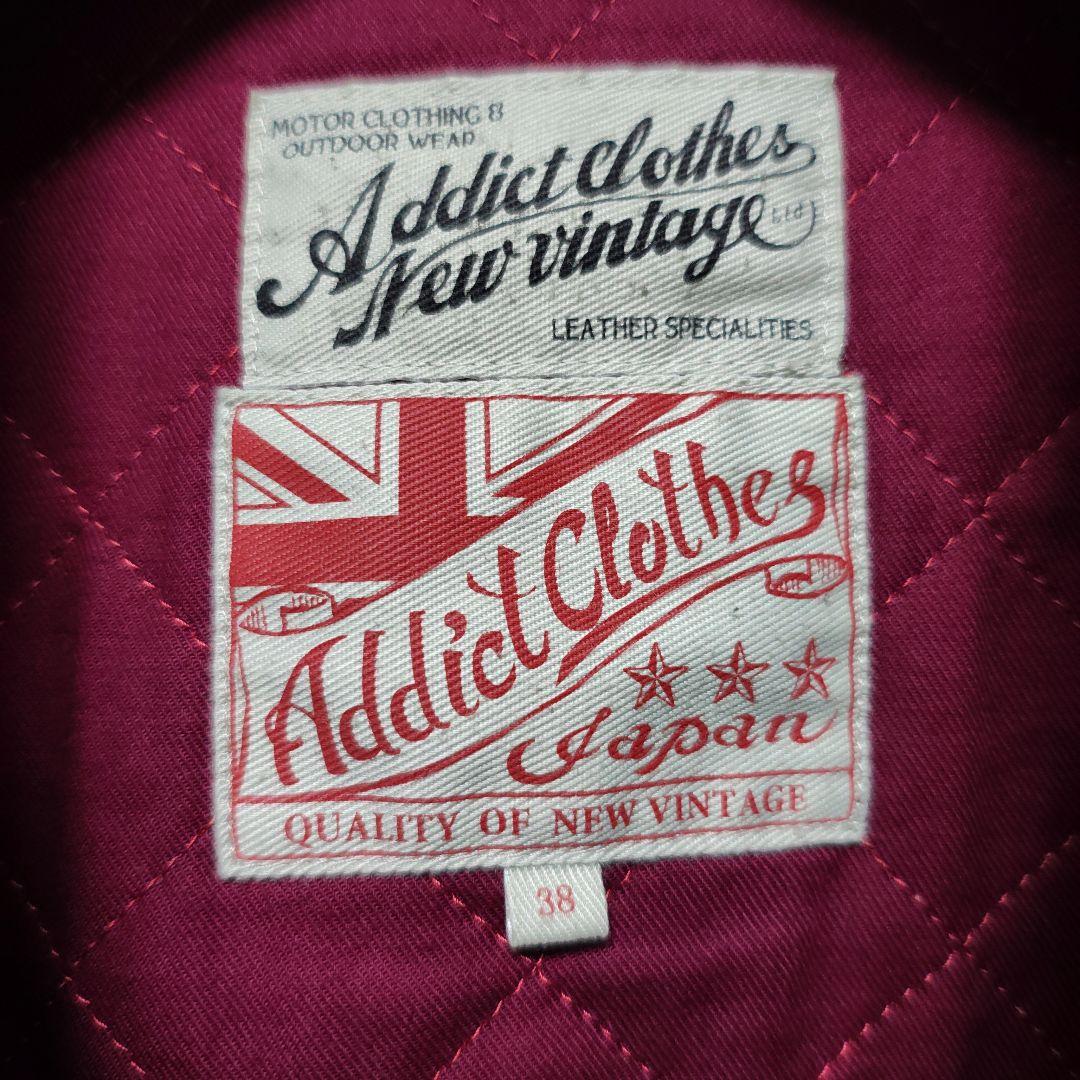 MOTOR CLOTHING &
OUTDOOR WEAR
Addict Clothes
New vintage Ltd
LEATHER SPECIALITIES
Addict Clothes
Japan
QUALITY OF NEW VINTAGE
38